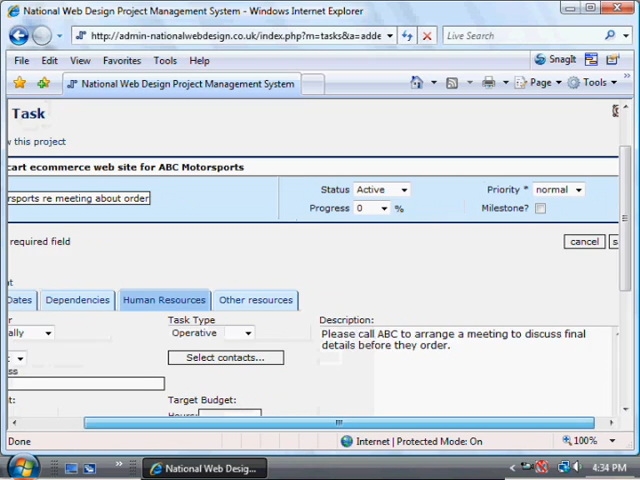 National Web Design Project Management System - Windows Internet Explorer
http://admin-nationalwebdesign.co.uk/index.php?m=tasks&a=adde
Live Search
File Edit View Favorites Tools Help
SnagIt
National Web Design Project Management System
Page Tools
Task
w this project
cart ecommerce web site for ABC Motorsports
Status Active Priority * normal
rsports re meeting about order
Progress 0 % Milestone?
required field
cancel s
Dates Dependencies Human Resources Other resources
Task Type Description:
ally Operative Please call ABC to arrange a meeting to discuss final
details before they order.
Select contacts...
ss
Target Budget:
Hours:
Done Internet | Protected Mode: On 100%
National Web Desig... 4:34 PM